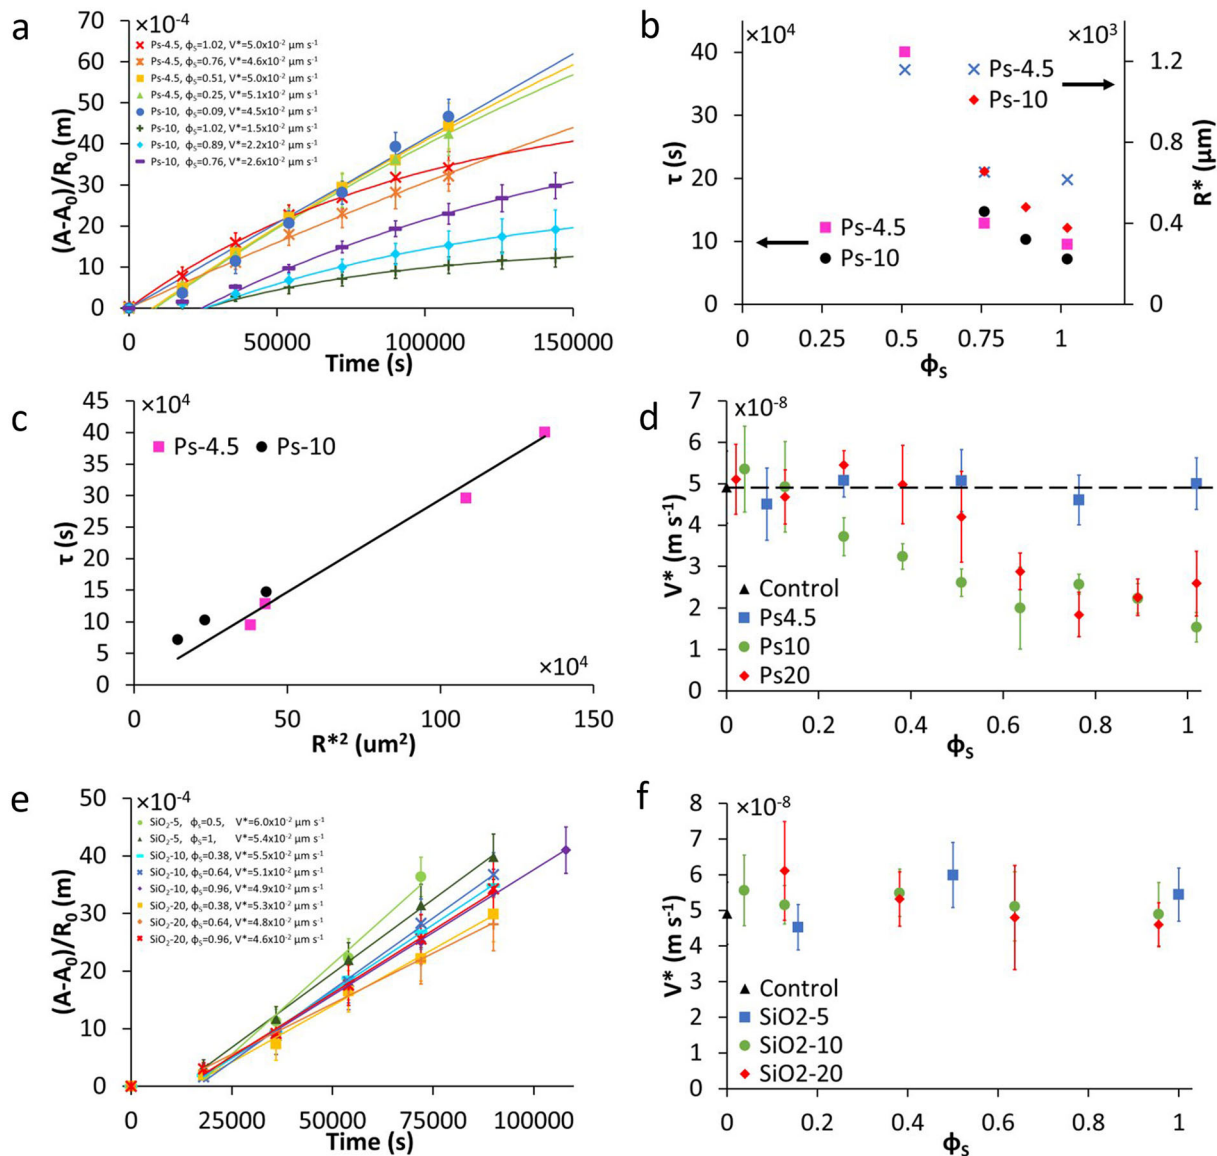 a
×10⁻⁴
(A-A₀)/R₀ (m)
70
60
50
40
30
20
10
0
Ps-4.5, ϕₛ=1.02, V*=5.0x10⁻² µm s⁻¹
Ps-4.5, ϕₛ=0.76, V*=4.6x10⁻² µm s⁻¹
Ps-4.5, ϕₛ=0.51, V*=5.0x10⁻² µm s⁻¹
Ps-4.5, ϕₛ=0.25, V*=5.1x10⁻² µm s⁻¹
Ps-10, ϕₛ=0.09, V*=4.5x10⁻² µm s⁻¹
Ps-10, ϕₛ=1.02, V*=1.5x10⁻² µm s⁻¹
Ps-10, ϕₛ=0.89, V*=2.2x10⁻² µm s⁻¹
Ps-10, ϕₛ=0.76, V*=2.6x10⁻² µm s⁻¹
0 50000 100000 150000
Time (s)
b
×10⁴
×10³
τ (s)
40
30
20
10
0
Ps-4.5
Ps-10
Ps-4.5
Ps-10
1.2
0.8
0.4
0
R* (µm)
0 0.25 0.5 0.75 1
ϕₛ
c
×10⁴
τ (s)
45
40
35
30
25
20
15
10
5
0
Ps-4.5 Ps-10
×10⁴
0 50 100 150
R*² (um²)
d
x10⁻⁸
V* (m s⁻¹)
7
6
5
4
3
2
1
0
Control
Ps4.5
Ps10
Ps20
0 0.2 0.4 0.6 0.8 1
ϕₛ
e
×10⁻⁴
(A-A₀)/R₀ (m)
50
40
30
20
10
0
SiO₂-5, ϕₛ=0.5, V*=6.0x10⁻² µm s⁻¹
SiO₂-5, ϕₛ=1, V*=5.4x10⁻² µm s⁻¹
SiO₂-10, ϕₛ=0.38, V*=5.5x10⁻² µm s⁻¹
SiO₂-10, ϕₛ=0.64, V*=5.1x10⁻² µm s⁻¹
SiO₂-10, ϕₛ=0.96, V*=4.9x10⁻² µm s⁻¹
SiO₂-20, ϕₛ=0.38, V*=5.3x10⁻² µm s⁻¹
SiO₂-20, ϕₛ=0.64, V*=4.8x10⁻² µm s⁻¹
SiO₂-20, ϕₛ=0.96, V*=4.6x10⁻² µm s⁻¹
0 25000 50000 75000 100000
Time (s)
f
×10⁻⁸
V* (m s⁻¹)
8
7
6
5
4
3
2
1
0
Control
SiO2-5
SiO2-10
SiO2-20
0 0.2 0.4 0.6 0.8 1
ϕₛ